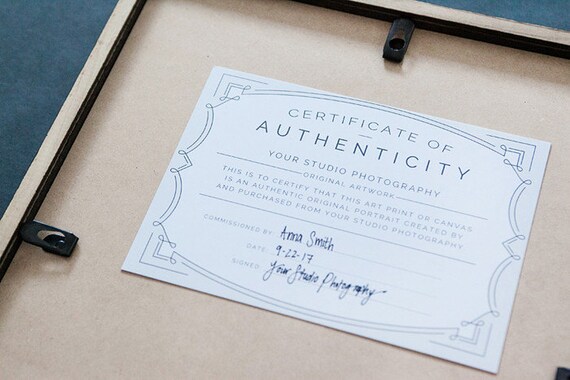 CERTIFICATE OF
AUTHENTICITY
YOUR STUDIO PHOTOGRAPHY
ORIGINAL ARTWORK
THIS IS TO CERTIFY THAT THIS ART PRINT OR CANVAS
IS AN AUTHENTIC ORIGINAL PORTRAIT CREATED BY
AND PURCHASED FROM YOUR STUDIO PHOTOGRAPHY.
COMMISSIONED BY: Anna Smith
DATE: 9-22-17
SIGNED: Your Studio Photography